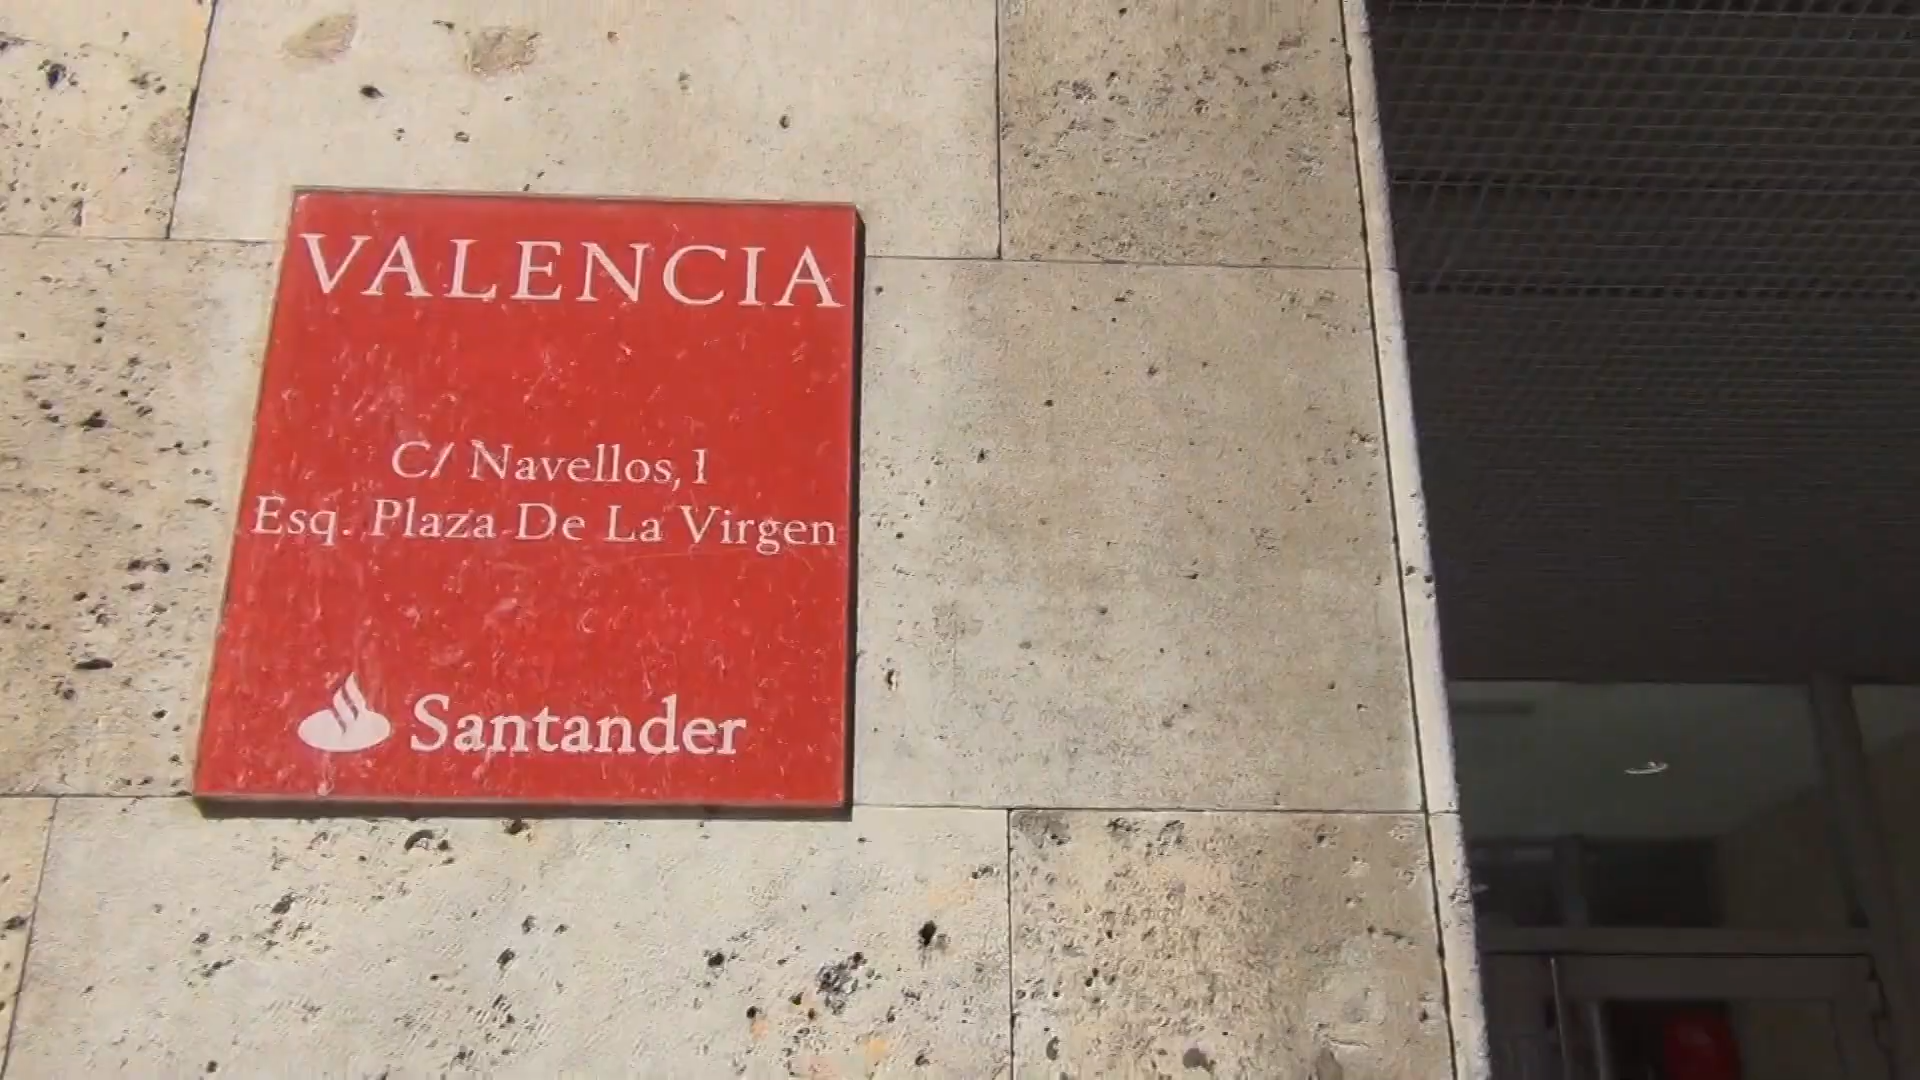 VALENCIA
C/ Navellos, 1
Esq. Plaza De La Virgen
Santander